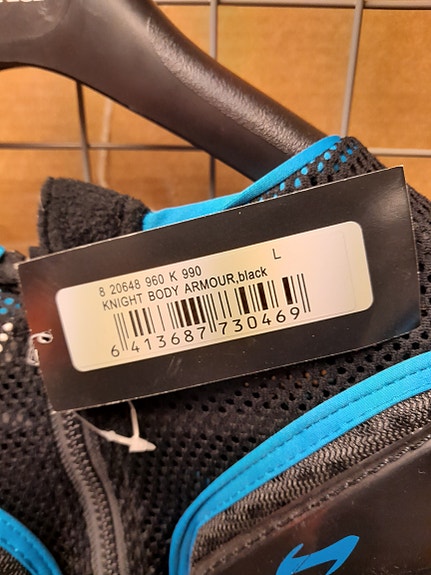 8 20648 960 K 990 L
KNIGHT BODY ARMOUR,black
6 413687 730469